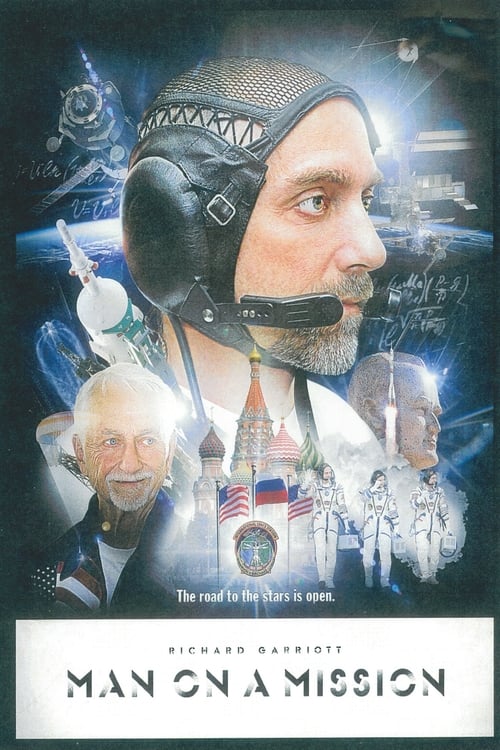 The road to the stars is open.
RICHARD GARRIOTT
MAN ON A MISSION